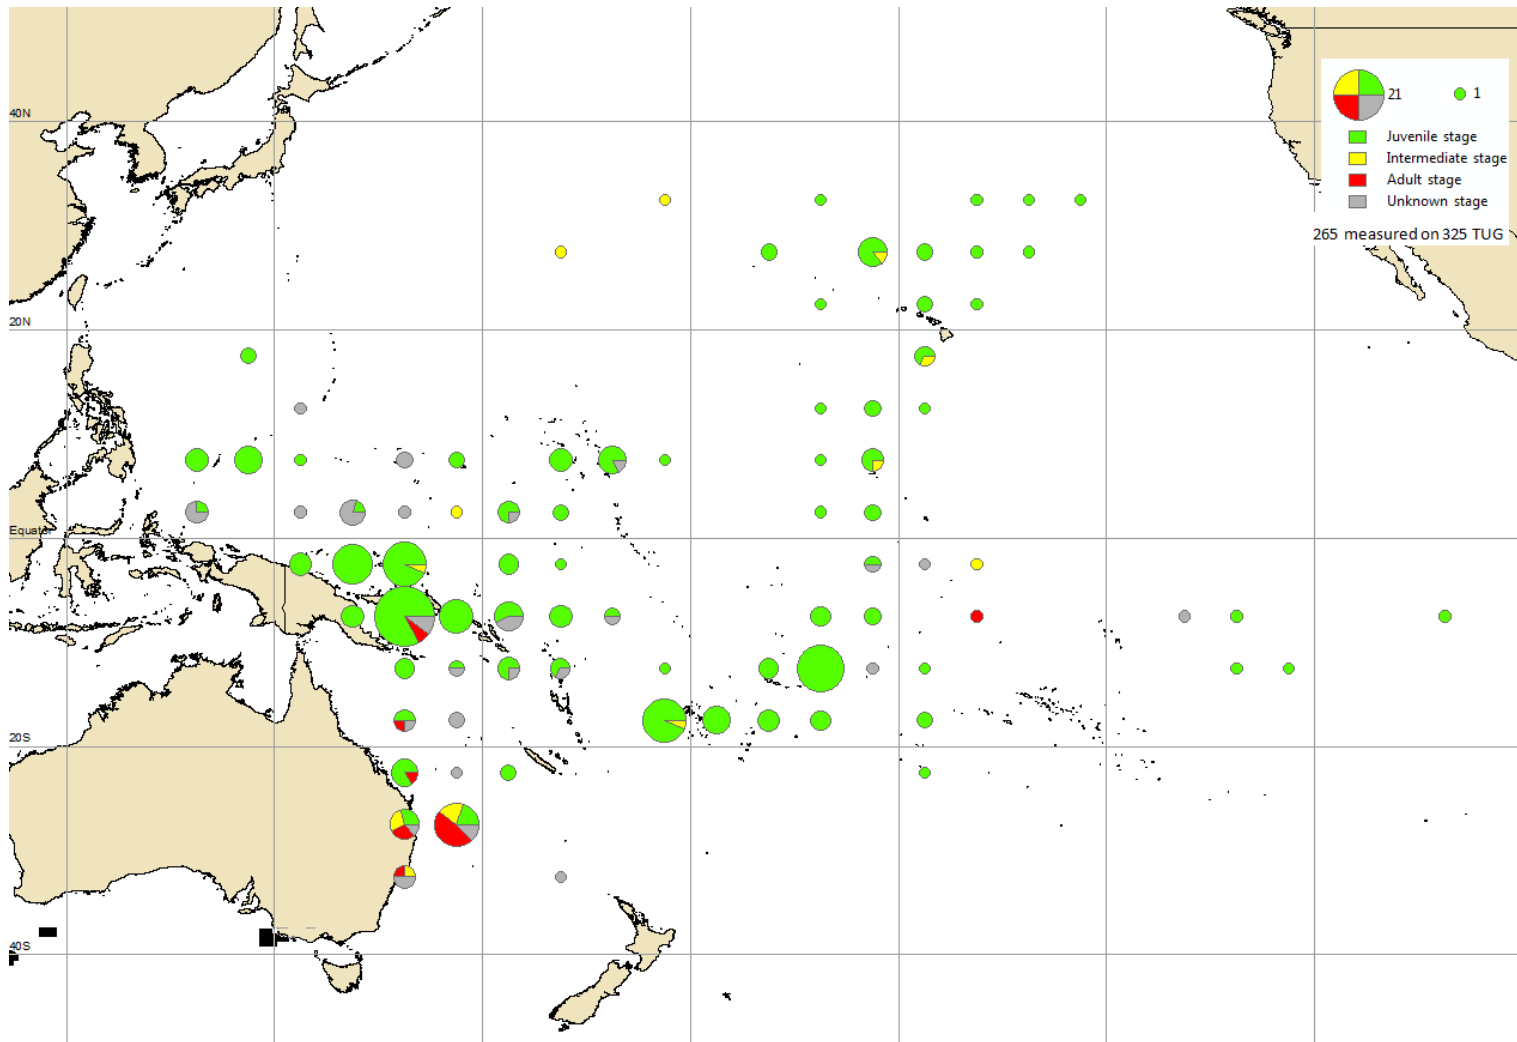 21
1
40N
Juvenile stage
Intermediate stage
Adult stage
Unknown stage
265 measured on 325 TUG
20N
Equator
20S
40S